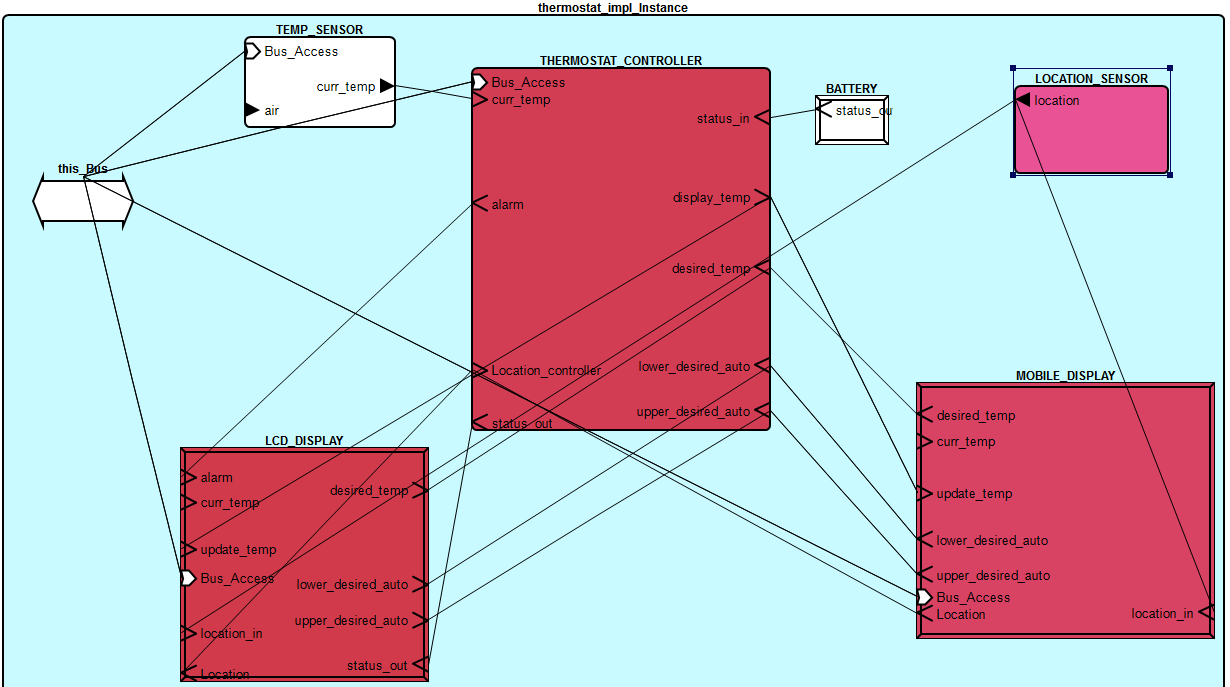 thermostat_impl_Instance
TEMP_SENSOR
Bus_Access
curr_temp
air
THERMOSTAT_CONTROLLER
Bus_Access
curr_temp
status_in
alarm
display_temp
desired_temp
Location_controller
lower_desired_auto
upper_desired_auto
status_out
BATTERY
status_ou
LOCATION_SENSOR
location
this_Bus
LCD_DISPLAY
alarm
desired_temp
curr_temp
update_temp
Bus_Access
lower_desired_auto
upper_desired_auto
location_in
status_out
Location
MOBILE_DISPLAY
desired_temp
curr_temp
update_temp
lower_desired_auto
upper_desired_auto
Bus_Access
Location
location_in